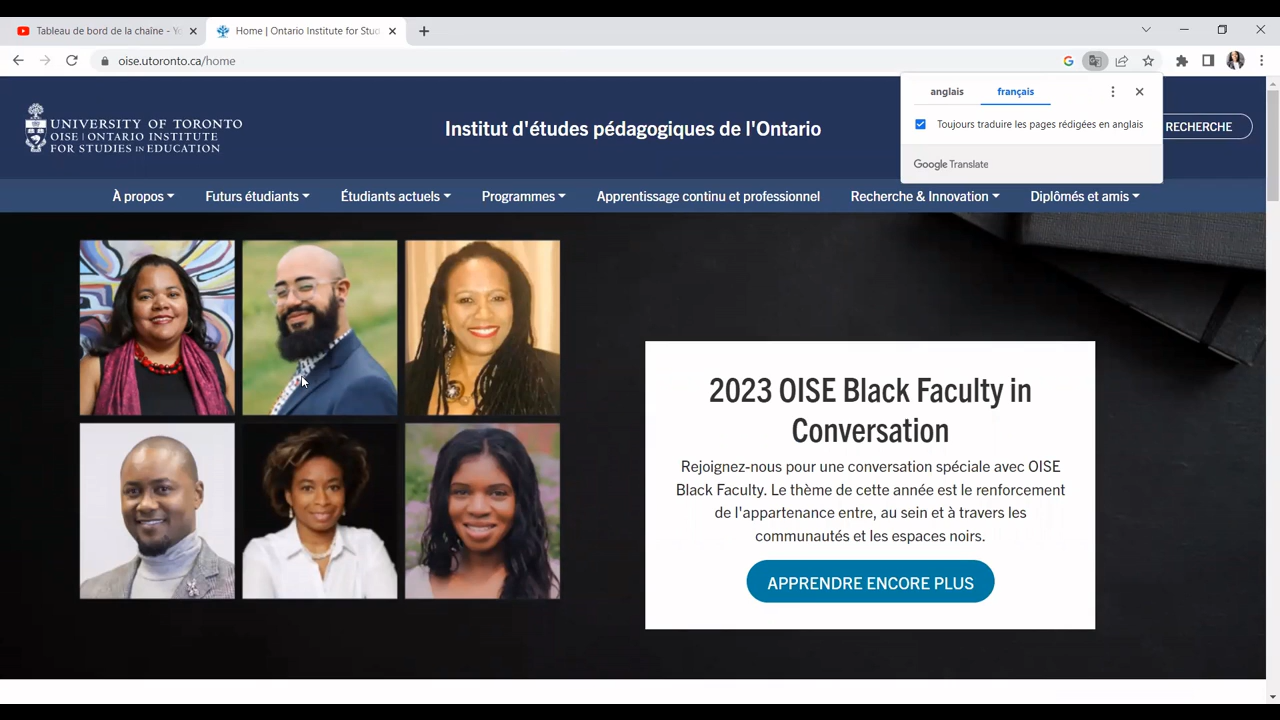 Tableau de bord de la chaîne - Y
Home | Ontario Institute for Stud
oise.utoronto.ca/home
anglais
français
Toujours traduire les pages rédigées en anglais
Google Translate
UNIVERSITY OF TORONTO
OISE | ONTARIO INSTITUTE
FOR STUDIES IN EDUCATION
Institut d'études pédagogiques de l'Ontario
RECHERCHE
À propos
Futurs étudiants
Étudiants actuels
Programmes
Apprentissage continu et professionnel
Recherche & Innovation
Diplômés et amis
2023 OISE Black Faculty in
Conversation
Rejoignez-nous pour une conversation spéciale avec OISE
Black Faculty. Le thème de cette année est le renforcement
de l'appartenance entre, au sein et à travers les
communautés et les espaces noirs.
APPRENDRE ENCORE PLUS